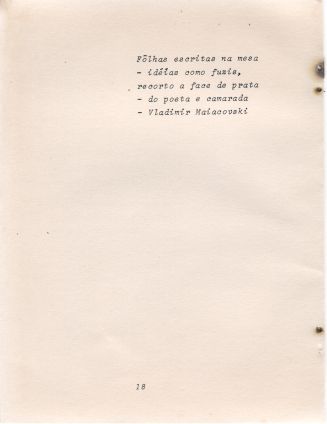 Fôlhas escritas na mesa
- idéias como fuzis,
recorto a face de prata
- do poeta e camarada
- Vladimir Maiacovski
18